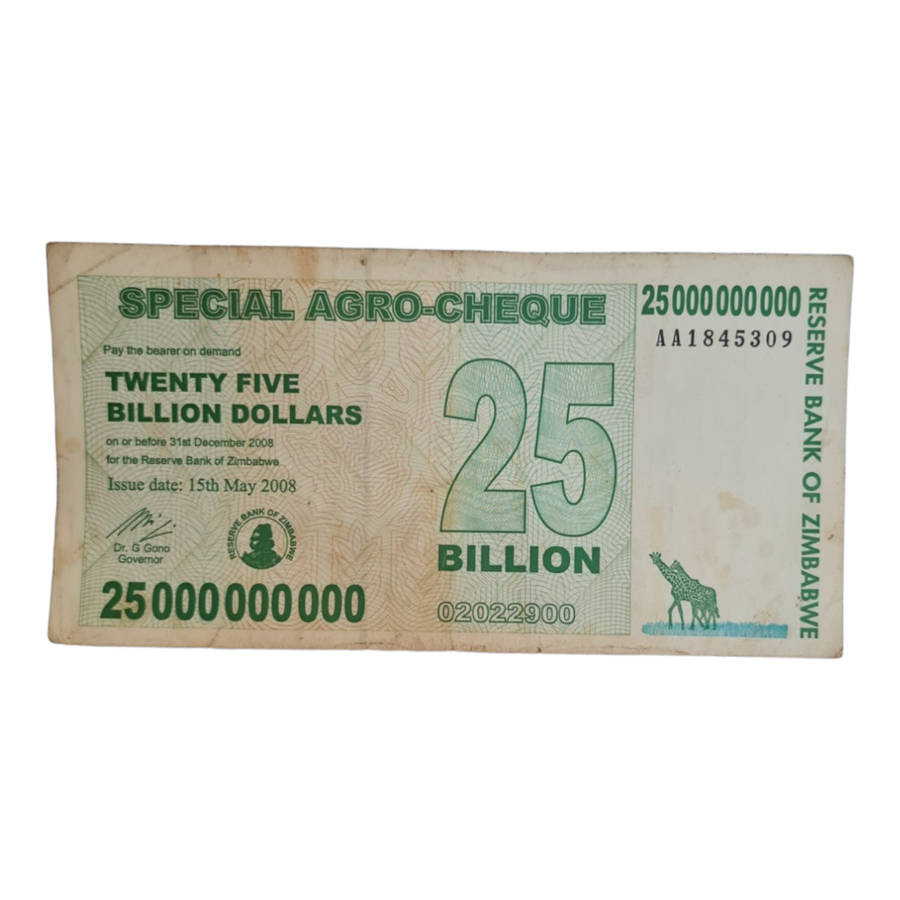 SPECIAL AGRO-CHEQUE
25000000000
AA1845309
Pay the bearer on demand
TWENTY FIVE
BILLION DOLLARS
on or before 31st December 2008
for the Reserve Bank of Zimbabwe
Issue date: 15th May 2008
25
BILLION
Dr. G Gono
Governor
RESERVE BANK OF ZIMBABWE
25000000000
02022900
RESERVE BANK OF ZIMBABWE